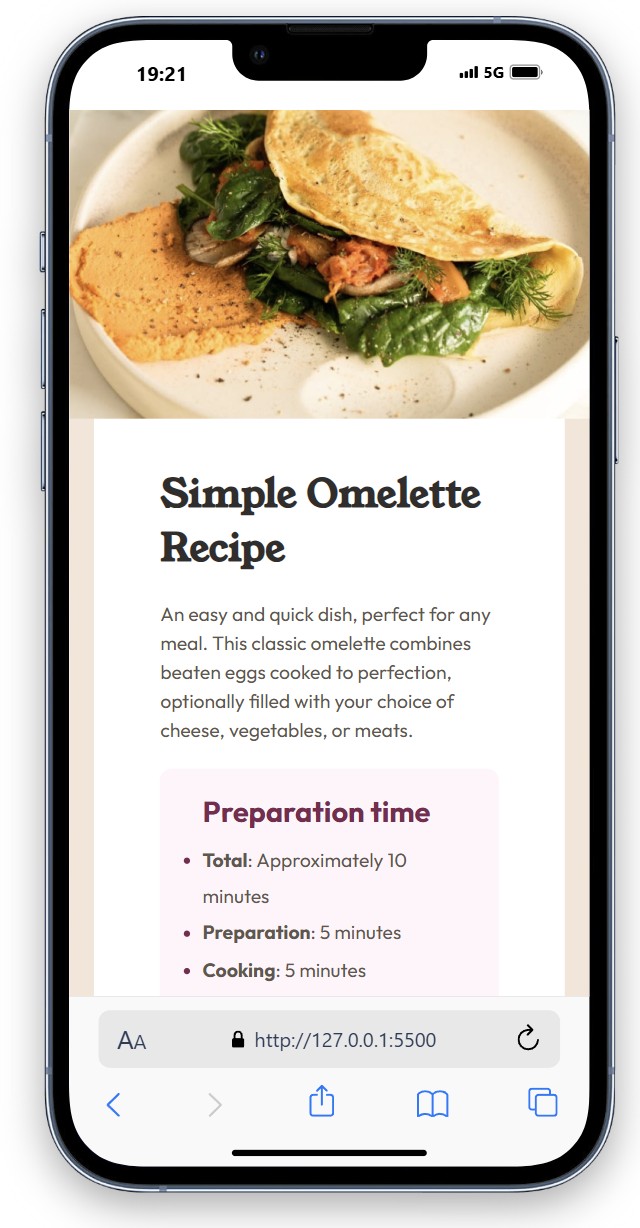 19:21
5G
Simple Omelette
Recipe
An easy and quick dish, perfect for any
meal. This classic omelette combines
beaten eggs cooked to perfection,
optionally filled with your choice of
cheese, vegetables, or meats.
Preparation time
• Total: Approximately 10
minutes
• Preparation: 5 minutes
• Cooking: 5 minutes
AA http://127.0.0.1:5500